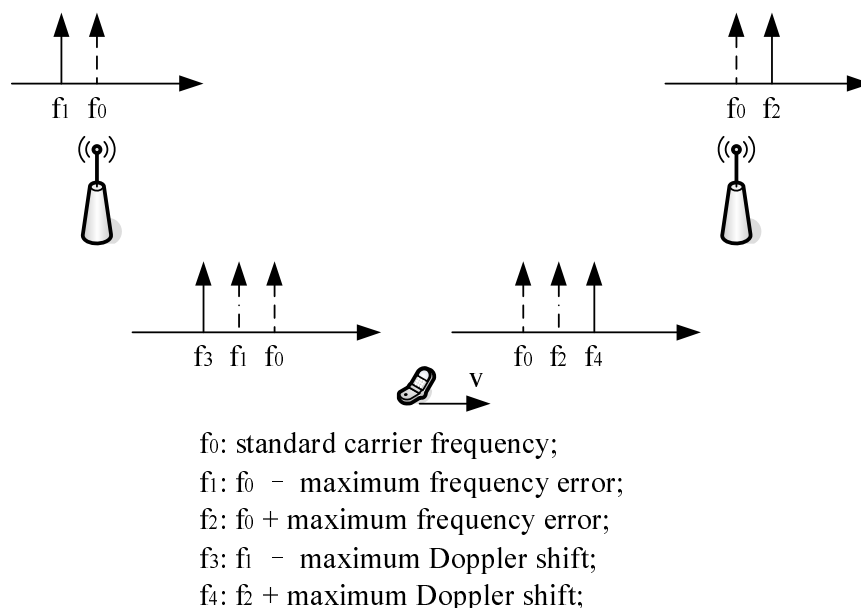 f1 f0
f0 f2
f3 f1 f0
f0 f2 f4
v
f0: standard carrier frequency;
f1: f0 − maximum frequency error;
f2: f0 + maximum frequency error;
f3: f1 − maximum Doppler shift;
f4: f2 + maximum Doppler shift;